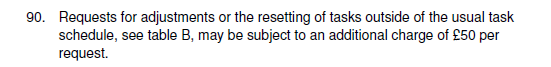 90. Requests for adjustments or the resetting of tasks outside of the usual task
schedule, see table B, may be subject to an additional charge of £50 per
request.